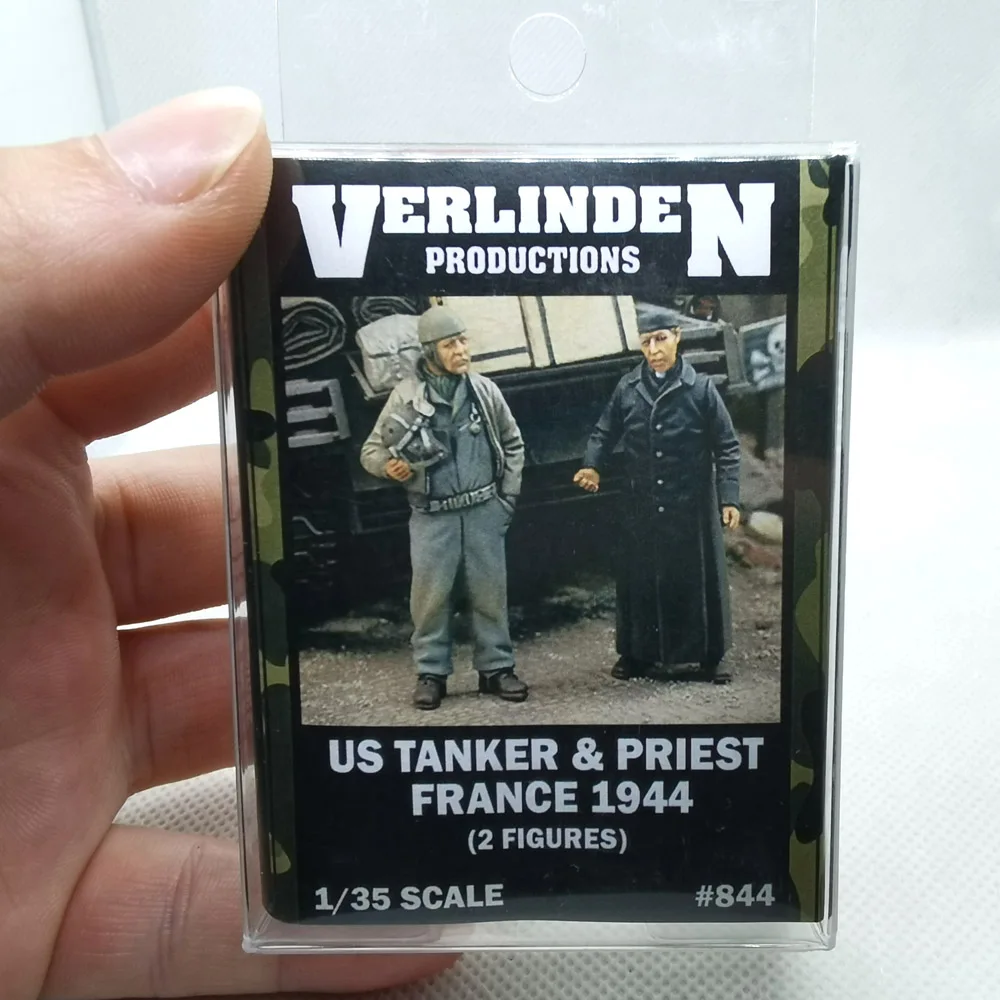 VERLINDEN
PRODUCTIONS
US TANKER & PRIEST
FRANCE 1944
(2 FIGURES)
1/35 SCALE
#844